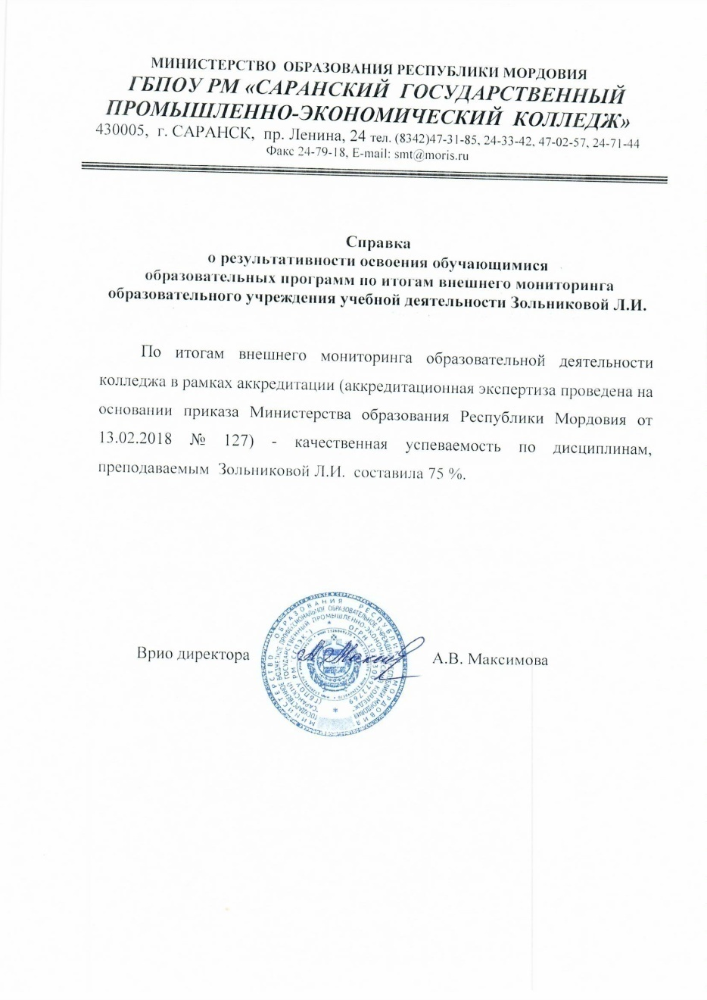 МИНИСТЕРСТВО ОБРАЗОВАНИЯ РЕСПУБЛИКИ МОРДОВИЯ
ГБПОУ РМ «САРАНСКИЙ ГОСУДАРСТВЕННЫЙ
ПРОМЫШЛЕННО-ЭКОНОМИЧЕСКИЙ КОЛЛЕДЖ»
430005, г. САРАНСК, пр. Ленина, 24 тел. (8342)47-31-85, 24-33-42, 47-02-57, 24-71-44
Факс 24-79-18, E-mail: smt@moris.ru
Справка
о результативности освоения обучающимися
образовательных программ по итогам внешнего мониторинга
образовательного учреждения учебной деятельности Зольниковой Л.И.
По итогам внешнего мониторинга образовательной деятельности
колледжа в рамках аккредитации (аккредитационная экспертиза проведена на
основании приказа Министерства образования Республики Мордовия от
13.02.2018 № 127) - качественная успеваемость по дисциплинам,
преподаваемым Зольниковой Л.И. составила 75 %.
Врио директора
А.В. Максимова
МИНИСТЕРСТВО ОБРАЗОВАНИЯ РЕСПУБЛИКИ МОРДОВИЯ